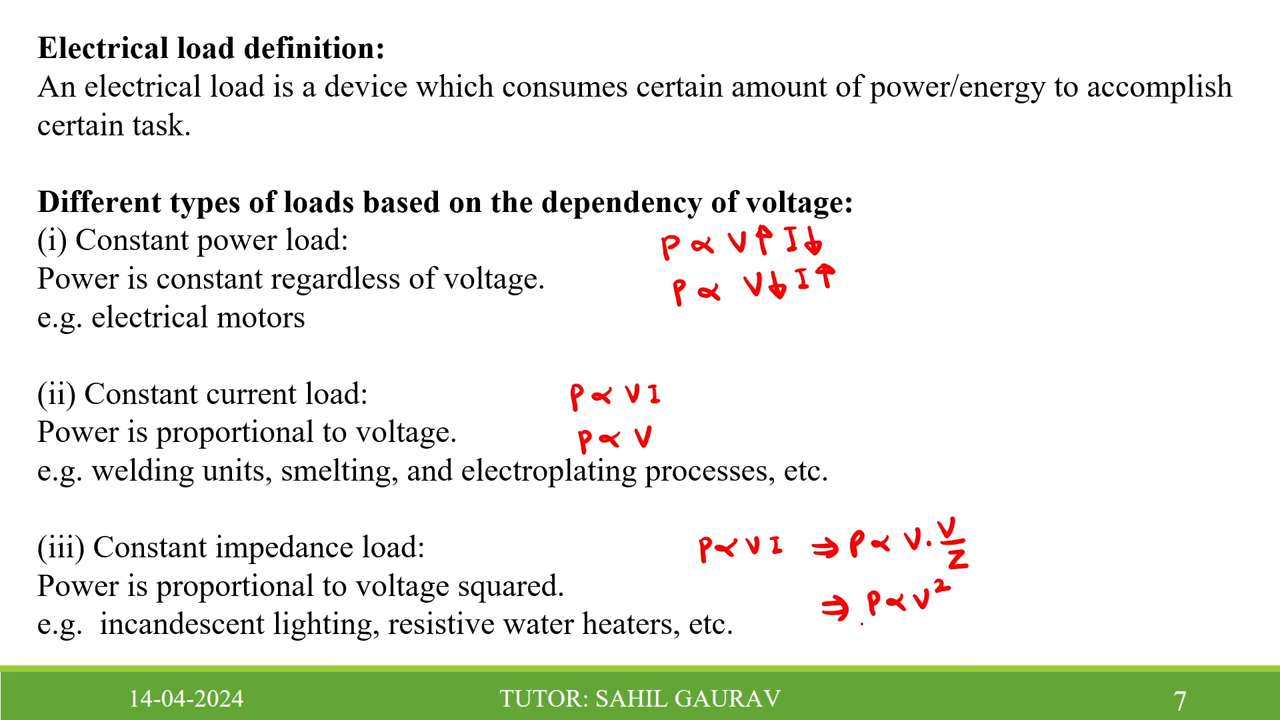 Electrical load definition:
An electrical load is a device which consumes certain amount of power/energy to accomplish
certain task.
Different types of loads based on the dependency of voltage:
(i) Constant power load:
P ∝ V↑ I↓
Power is constant regardless of voltage.
P ∝ V↓ I↑
e.g. electrical motors
(ii) Constant current load:
P ∝ V I
Power is proportional to voltage.
P ∝ V
e.g. welding units, smelting, and electroplating processes, etc.
(iii) Constant impedance load:
P ∝ V I ⇒ P ∝ V · V/Z
Power is proportional to voltage squared.
⇒ P ∝ V²
e.g. incandescent lighting, resistive water heaters, etc.
14-04-2024
TUTOR: SAHIL GAURAV
7